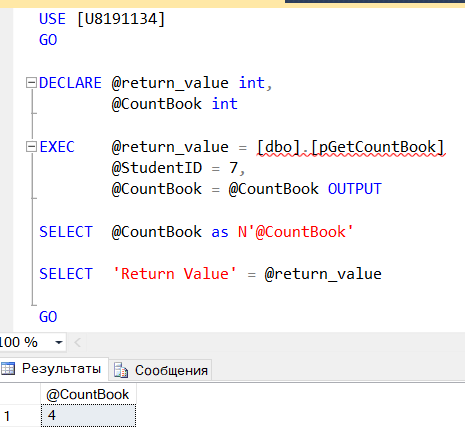 USE [U8191134]
GO
DECLARE @return_value int,
@CountBook int
EXEC @return_value = [dbo].[pGetCountBook]
@StudentID = 7,
@CountBook = @CountBook OUTPUT
SELECT @CountBook as N'@CountBook'
SELECT 'Return Value' = @return_value
GO
100 %
Результаты Сообщения
@CountBook
1 4